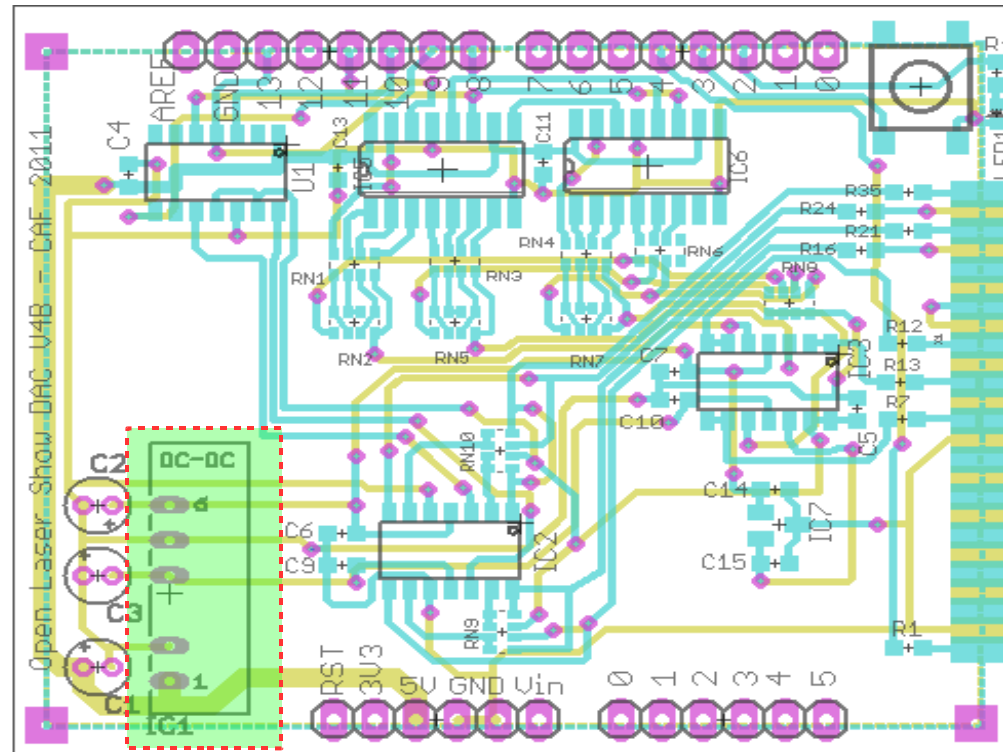 AREF
GND
13
12
11
10
9
8
7
6
5
4
3
2
1
0
C4
U1
C13
IC5
C11
IC6
R35
R24
R21
R16
RN1
RN3
RN4
RN6
RN8
RN2
RN5
RN7
C7
C10
IC3
C5
R12
R13
R7
Open Laser Show DAC V4B - CAF 2011
C2
DC-DC
6
C3
C1
1
IC1
C6
C9
RN10
IC2
RN9
C14
C15
IC7
R1
LED1
RST
3V3
5V
GND
Vin
0
1
2
3
4
5